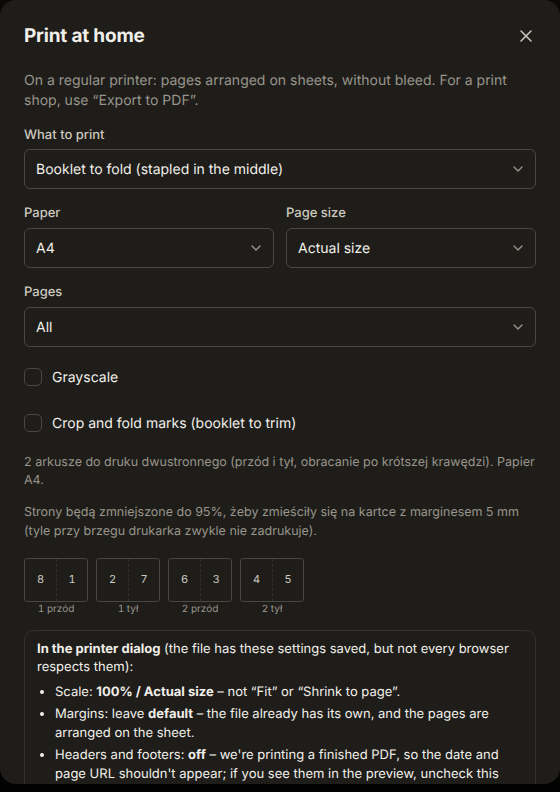 Print at home
On a regular printer: pages arranged on sheets, without bleed. For a print
shop, use “Export to PDF”.
What to print
Booklet to fold (stapled in the middle)
Paper
Page size
A4
Actual size
Pages
All
Grayscale
Crop and fold marks (booklet to trim)
2 arkusze do druku dwustronnego (przód i tył, obracanie po krótszej krawędzi). Papier
A4.
Strony będą zmniejszone do 95%, żeby zmieściły się na kartce z marginesem 5 mm
(tyle przy brzegu drukarka zwykle nie zadrukuje).
8 1 2 7 6 3 4 5
1 przód 1 tył 2 przód 2 tył
In the printer dialog (the file has these settings saved, but not every browser
respects them):
• Scale: 100% / Actual size – not “Fit” or “Shrink to page”.
• Margins: leave default – the file already has its own, and the pages are
arranged on the sheet.
• Headers and footers: off – we're printing a finished PDF, so the date and
page URL shouldn't appear; if you see them in the preview, uncheck this